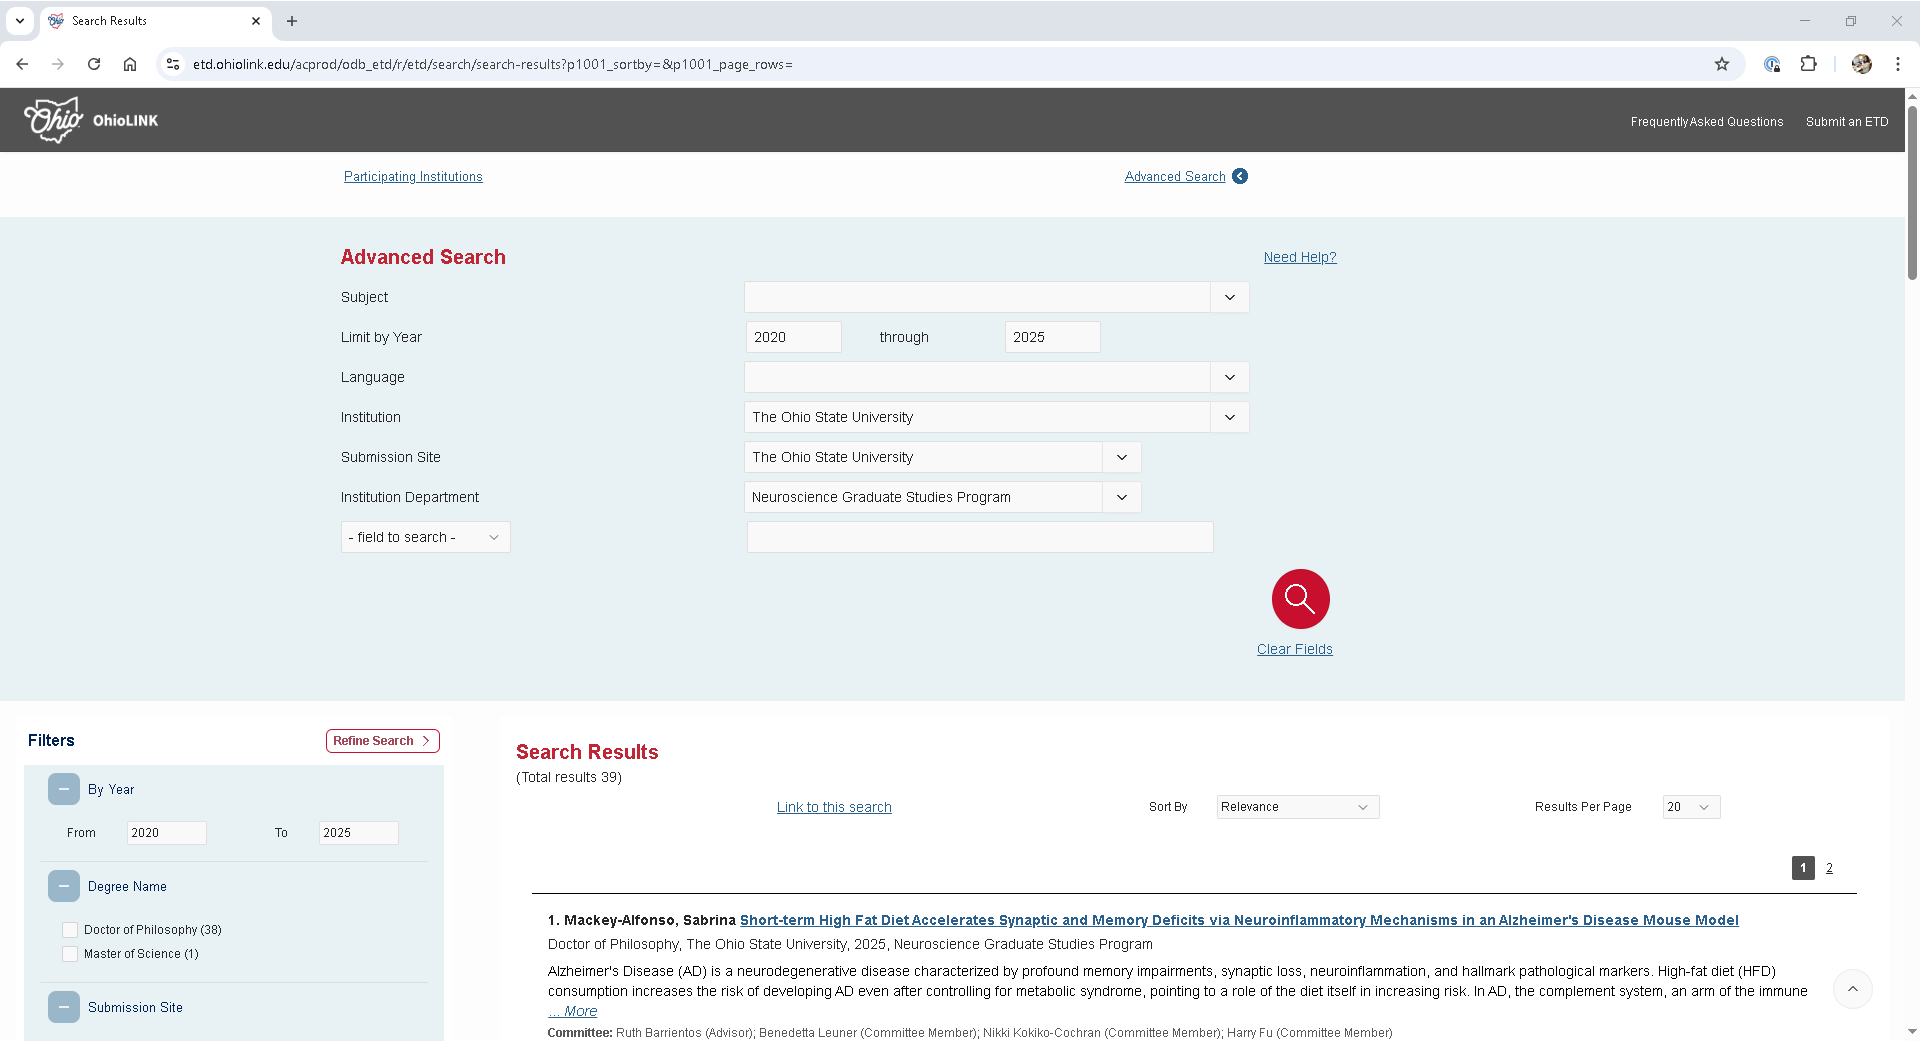 Search Results
etd.ohiolink.edu/acprod/odb_etd/r/etd/search/search-results?p1001_sortby=&p1001_page_rows=
Ohio OhioLINK
Frequently Asked Questions
Submit an ETD
Participating Institutions
Advanced Search
Advanced Search
Need Help?
Subject
Limit by Year 2020 through 2025
Language
Institution The Ohio State University
Submission Site The Ohio State University
Institution Department Neuroscience Graduate Studies Program
- field to search -
Clear Fields
Filters
Refine Search
By Year
From 2020 To 2025
Degree Name
Doctor of Philosophy (38)
Master of Science (1)
Submission Site
Search Results
(Total results 39)
Link to this search
Sort By Relevance
Results Per Page 20
1 2
1. Mackey-Alfonso, Sabrina Short-term High Fat Diet Accelerates Synaptic and Memory Deficits via Neuroinflammatory Mechanisms in an Alzheimer's Disease Mouse Model
Doctor of Philosophy, The Ohio State University, 2025, Neuroscience Graduate Studies Program
Alzheimer's Disease (AD) is a neurodegenerative disease characterized by profound memory impairments, synaptic loss, neuroinflammation, and hallmark pathological markers. High-fat diet (HFD)
consumption increases the risk of developing AD even after controlling for metabolic syndrome, pointing to a role of the diet itself in increasing risk. In AD, the complement system, an arm of the immune
... More
Committee: Ruth Barrientos (Advisor); Benedetta Leuner (Committee Member); Nikki Kokiko-Cochran (Committee Member); Harry Fu (Committee Member)